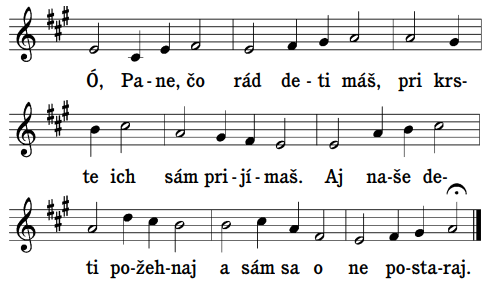 Ó, Pa-ne, čo rád de-ti máš, pri krs-
te ich sám pri-jí-maš. Aj na-še de-
ti po-žeh-naj a sám sa o ne po-sta-raj.